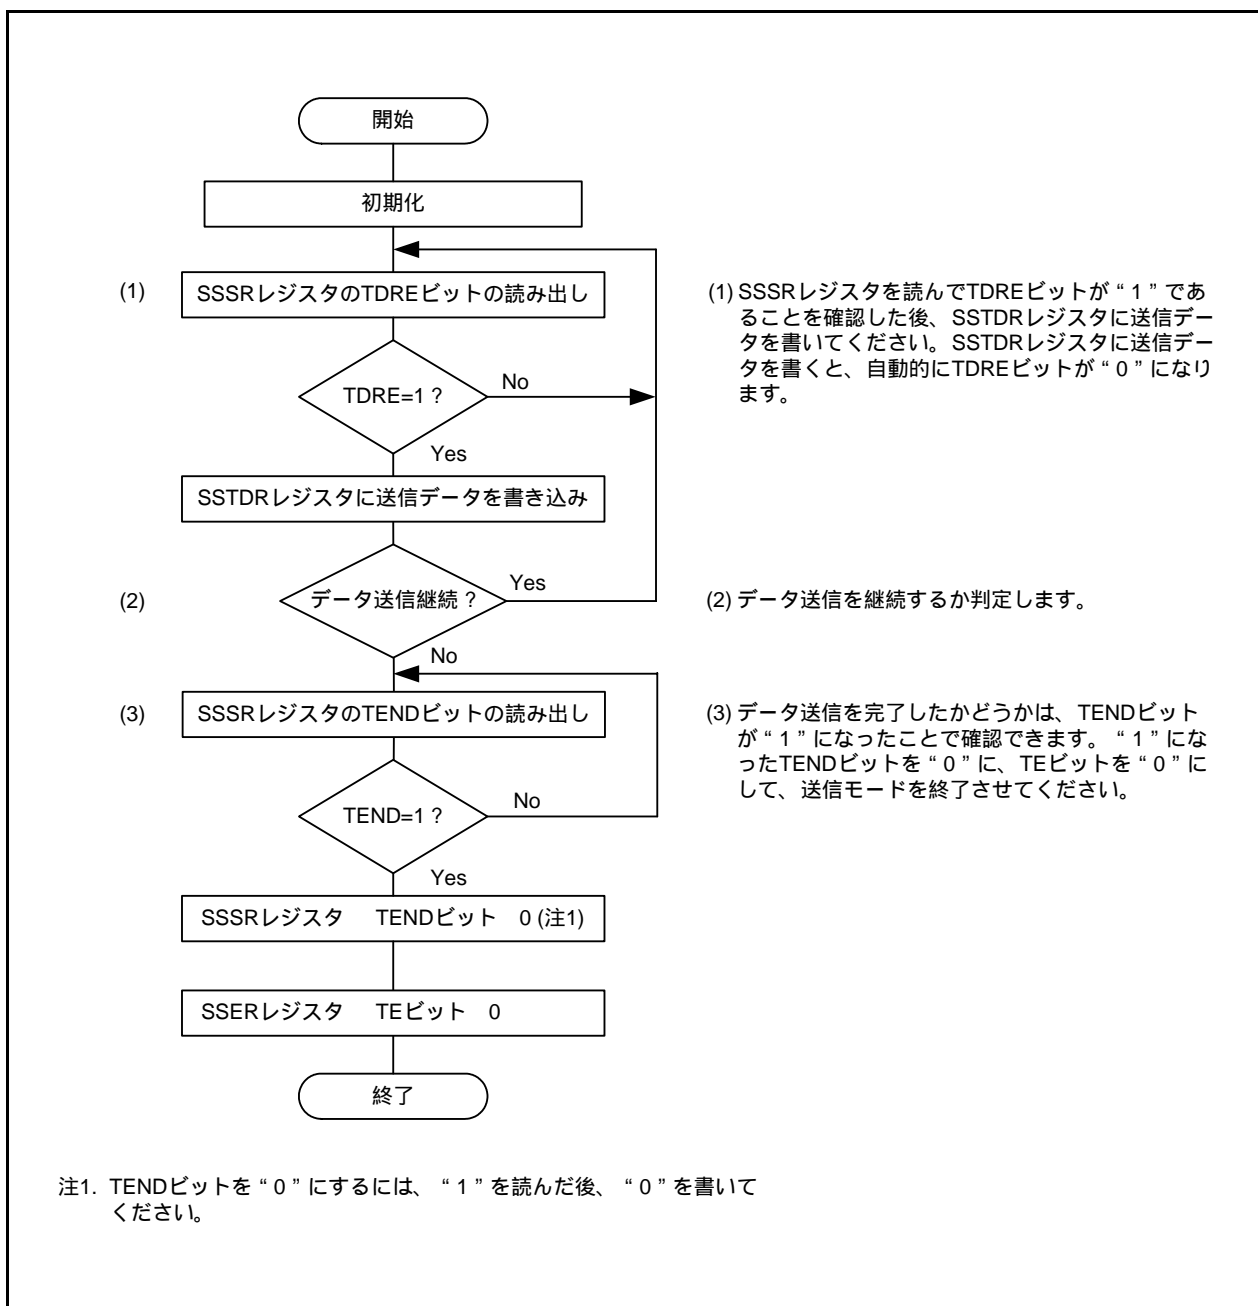 開始
初期化
(1)
SSSRレジスタのTDREビットの読み出し
TDRE=1 ?
No
Yes
SSTDRレジスタに送信データを書き込み
(2)
データ送信継続 ?
Yes
No
(3)
SSSRレジスタのTENDビットの読み出し
TEND=1 ?
No
Yes
SSSRレジスタ TENDビット 0 (注1)
SSERレジスタ TEビット 0
終了
(1) SSSRレジスタを読んでTDREビットが “ 1 ” であ
ることを確認した後、SSTDRレジスタに送信デー
タを書いてください。SSTDRレジスタに送信デー
タを書くと、自動的にTDREビットが “ 0 ” になり
ます。
(2) データ送信を継続するか判定します。
(3) データ送信を完了したかどうかは、TENDビット
が “ 1 ” になったことで確認できます。 “ 1 ” にな
ったTENDビットを “ 0 ” に、TEビットを “ 0 ” に
して、送信モードを終了させてください。
注1. TENDビットを “ 0 ” にするには、 “ 1 ” を読んだ後、 “ 0 ” を書いて
ください。